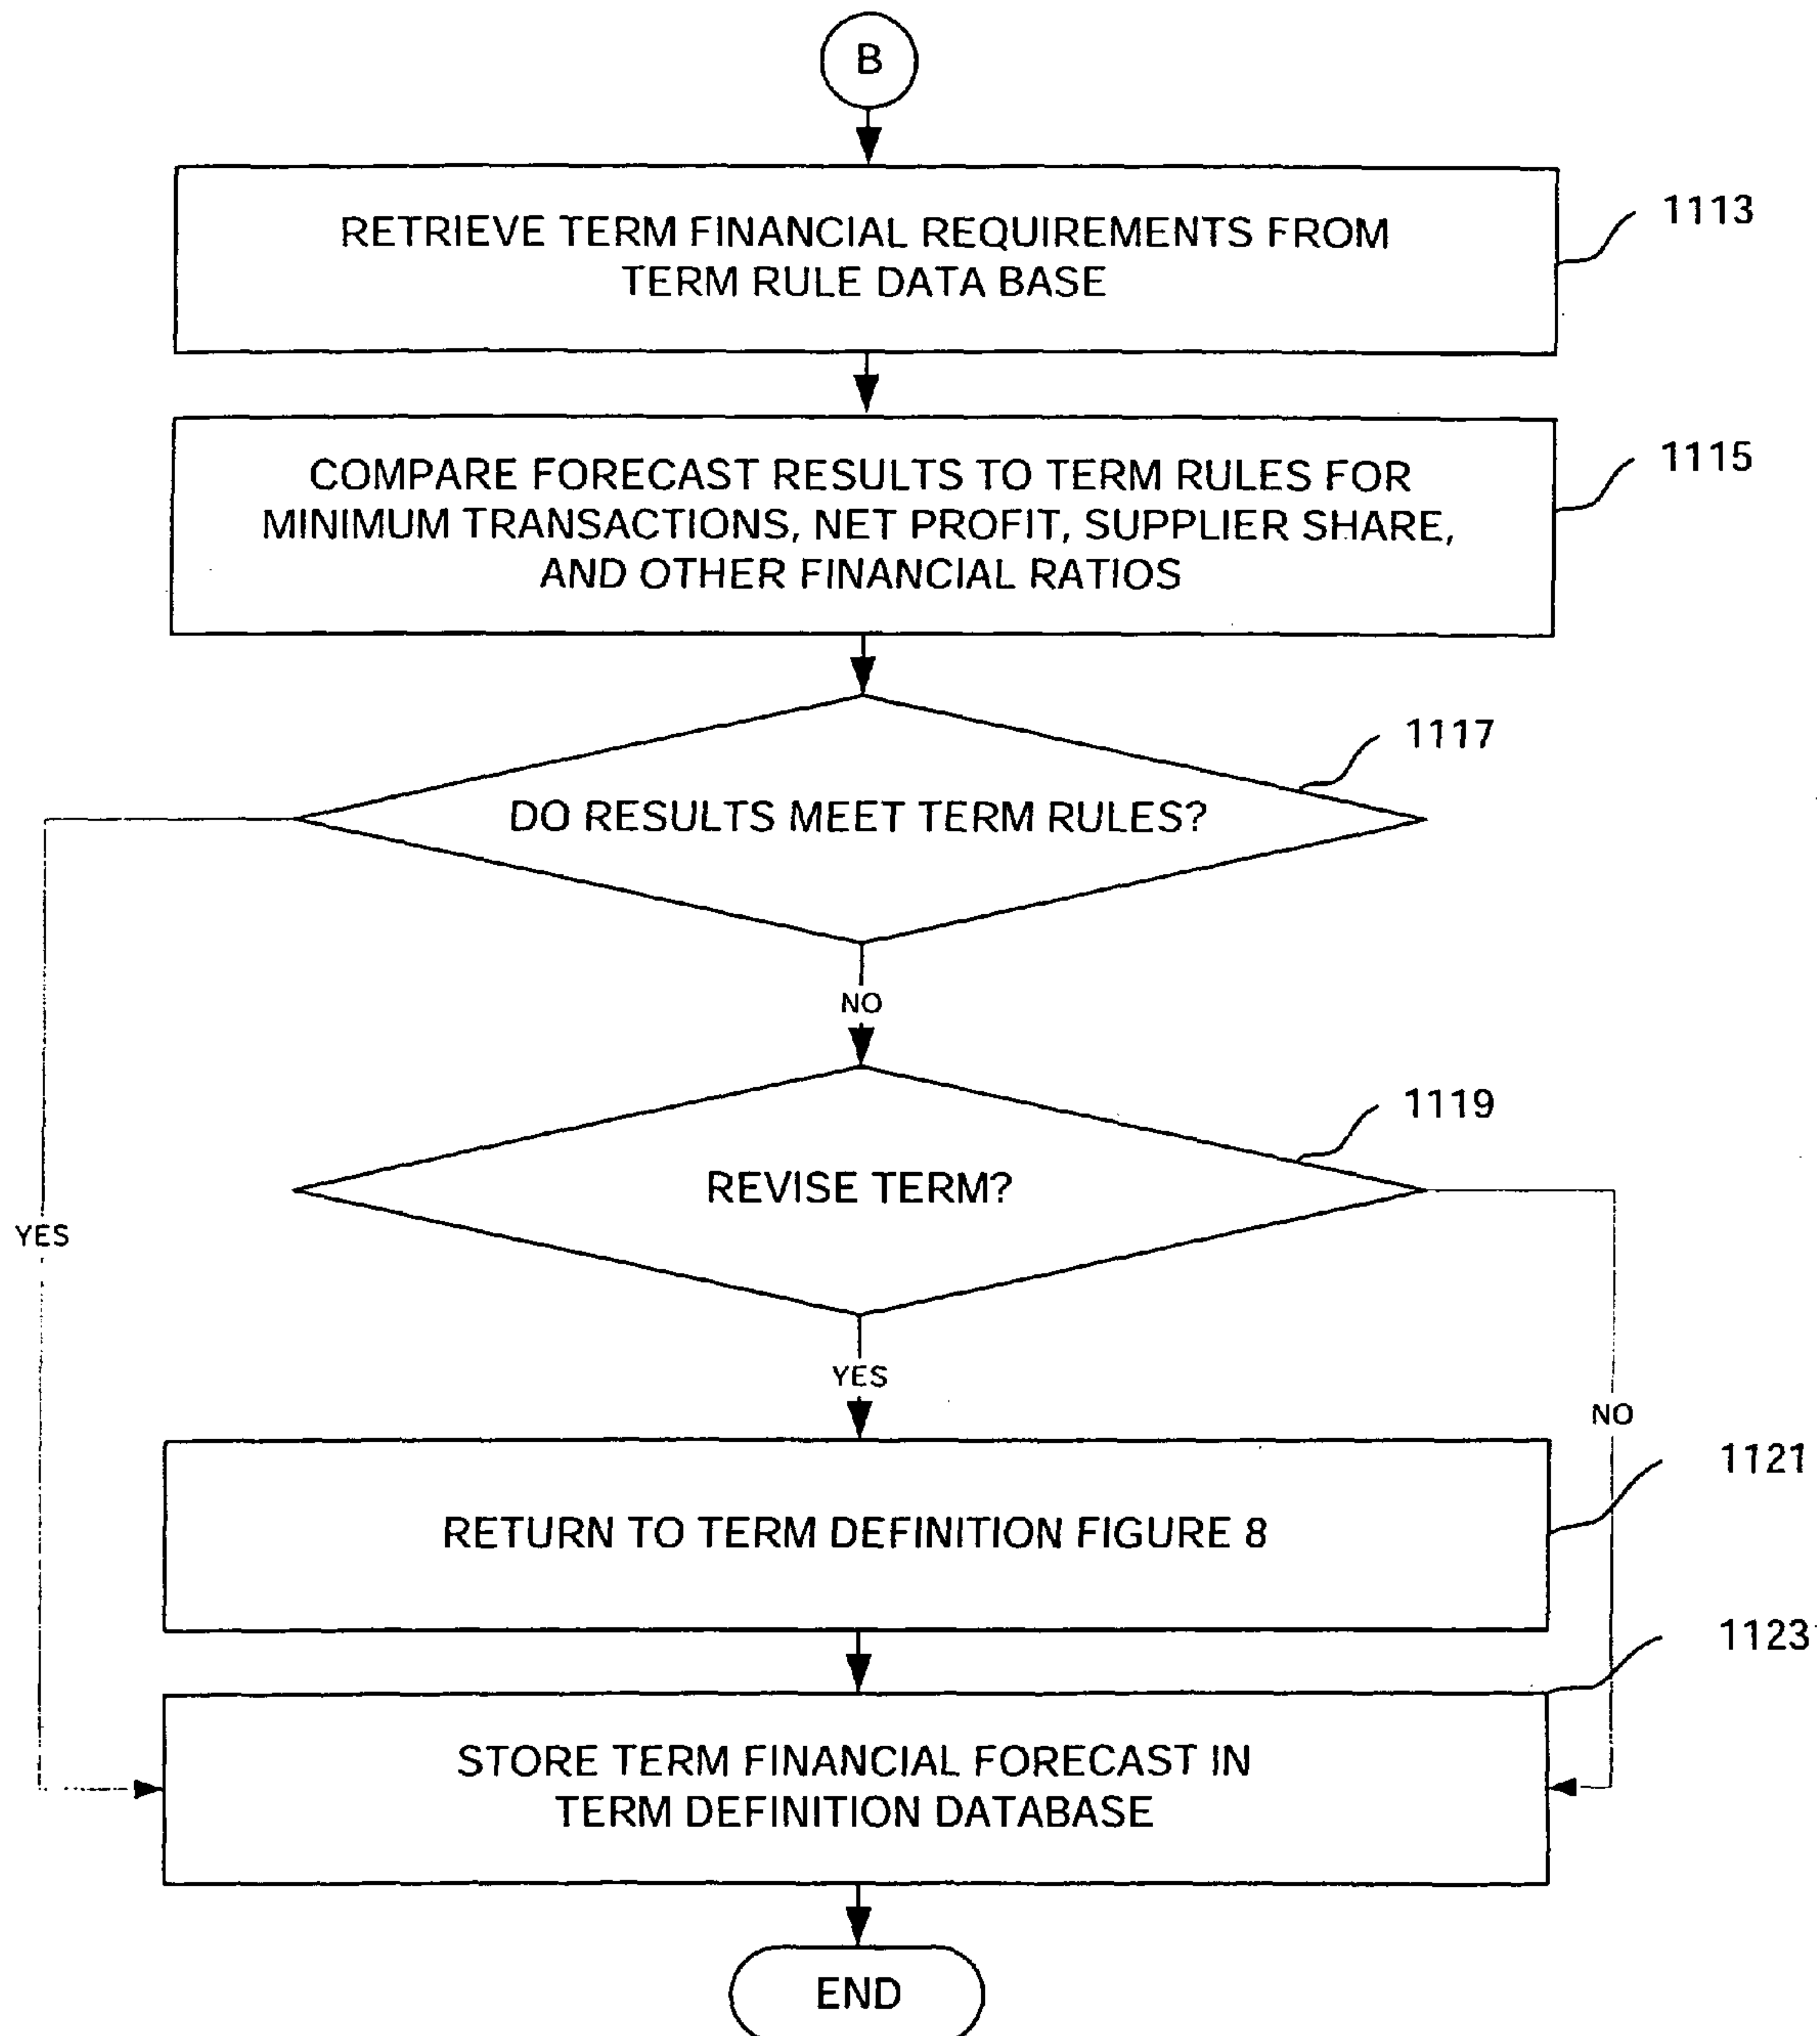 B
RETRIEVE TERM FINANCIAL REQUIREMENTS FROM
TERM RULE DATA BASE
1113
COMPARE FORECAST RESULTS TO TERM RULES FOR
MINIMUM TRANSACTIONS, NET PROFIT, SUPPLIER SHARE,
AND OTHER FINANCIAL RATIOS
1115
1117
DO RESULTS MEET TERM RULES?
NO
1119
REVISE TERM?
YES
YES
NO
1121
RETURN TO TERM DEFINITION FIGURE 8
1123
STORE TERM FINANCIAL FORECAST IN
TERM DEFINITION DATABASE
END